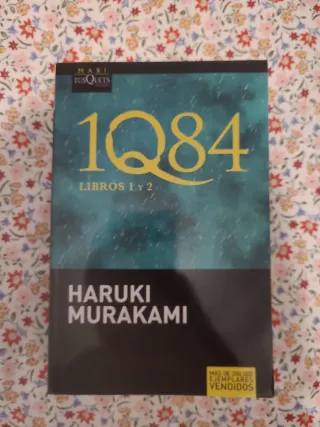 MAXI
TUSQUETS
1Q84
LIBROS 1 Y 2
HARUKI
MURAKAMI
EJEMPLARES
VENDIDOS